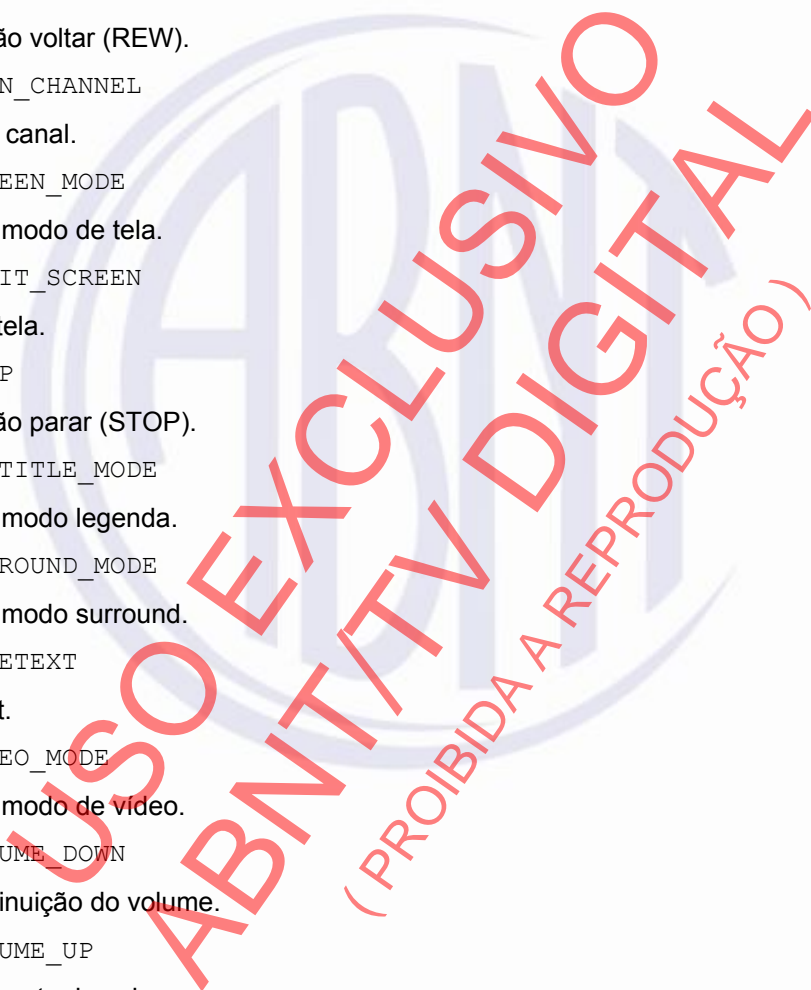 ão voltar (REW).
N_CHANNEL
canal.
EEN_MODE
modo de tela.
IT_SCREEN
tela.
P
ão parar (STOP).
TITLE_MODE
modo legenda.
ROUND_MODE
modo surround.
ETEXT
t.
EO_MODE
modo de vídeo.
UME_DOWN
inuição do volume.
UME_UP
ABNT
USO EXCLUSIVO
ABNT/TV DIGITAL
( PROIBIDA A REPRODUÇÃO )